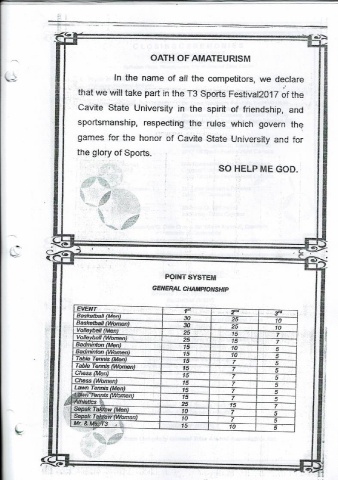 OATH OF AMATEURISM
In the name of all the competitors, we declare
that we will take part in the T3 Sports Festival2017 of the
Cavite State University in the spirit of friendship, and
sportsmanship, respecting the rules which govern the
games for the honor of Cavite State University and for
the glory of Sports.
SO HELP ME GOD.
POINT SYSTEM
GENERAL CHAMPIONSHIP
EVENT 1st 2nd 3rd
Basketball (Men) 30 25 10
Basketball (Women) 30 25 10
Volleyball (Men) 25 15 7
Volleyball (Women) 25 15 7
Badminton (Men) 15 10 5
Badminton (Women) 15 10 5
Table Tennis (Men) 15 7 5
Table Tennis (Women) 15 7 5
Chess (Men) 15 7 5
Chess (Women) 15 7 5
Lawn Tennis (Men) 15 7 5
Lawn Tennis (Women) 15 7 5
Athletics 25 15 7
Sepak Takraw (Men) 10 7 5
Sepak Takraw (Women) 10 7 5
Mr. & Ms. T3 15 10 5